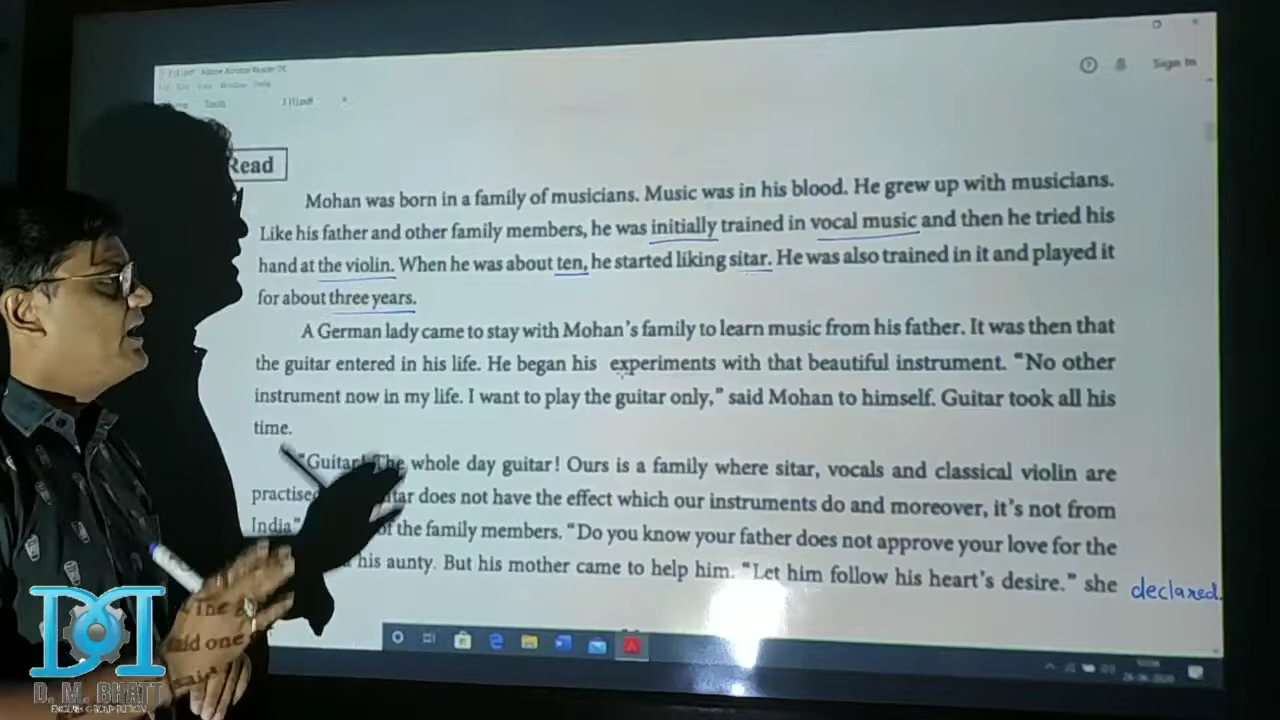 Adobe Acrobat Reader DC
Tools
Sign In
Read
Mohan was born in a family of musicians. Music was in his blood. He grew up with musicians.
Like his father and other family members, he was initially trained in vocal music and then he tried his
hand at the violin. When he was about ten, he started liking sitar. He was also trained in it and played it
for about three years.
A German lady came to stay with Mohan's family to learn music from his father. It was then that
the guitar entered in his life. He began his experiments with that beautiful instrument. "No other
instrument now in my life. I want to play the guitar only," said Mohan to himself. Guitar took all his
time.
"Guitar! The whole day guitar! Ours is a family where sitar, vocals and classical violin are
practised does not have the effect which our instruments do and moreover, it's not from
India" of the family members. "Do you know your father does not approve your love for the
his aunty. But his mother came to help him. "Let him follow his heart's desire." she declared.
The
said one
D. M. BHATT